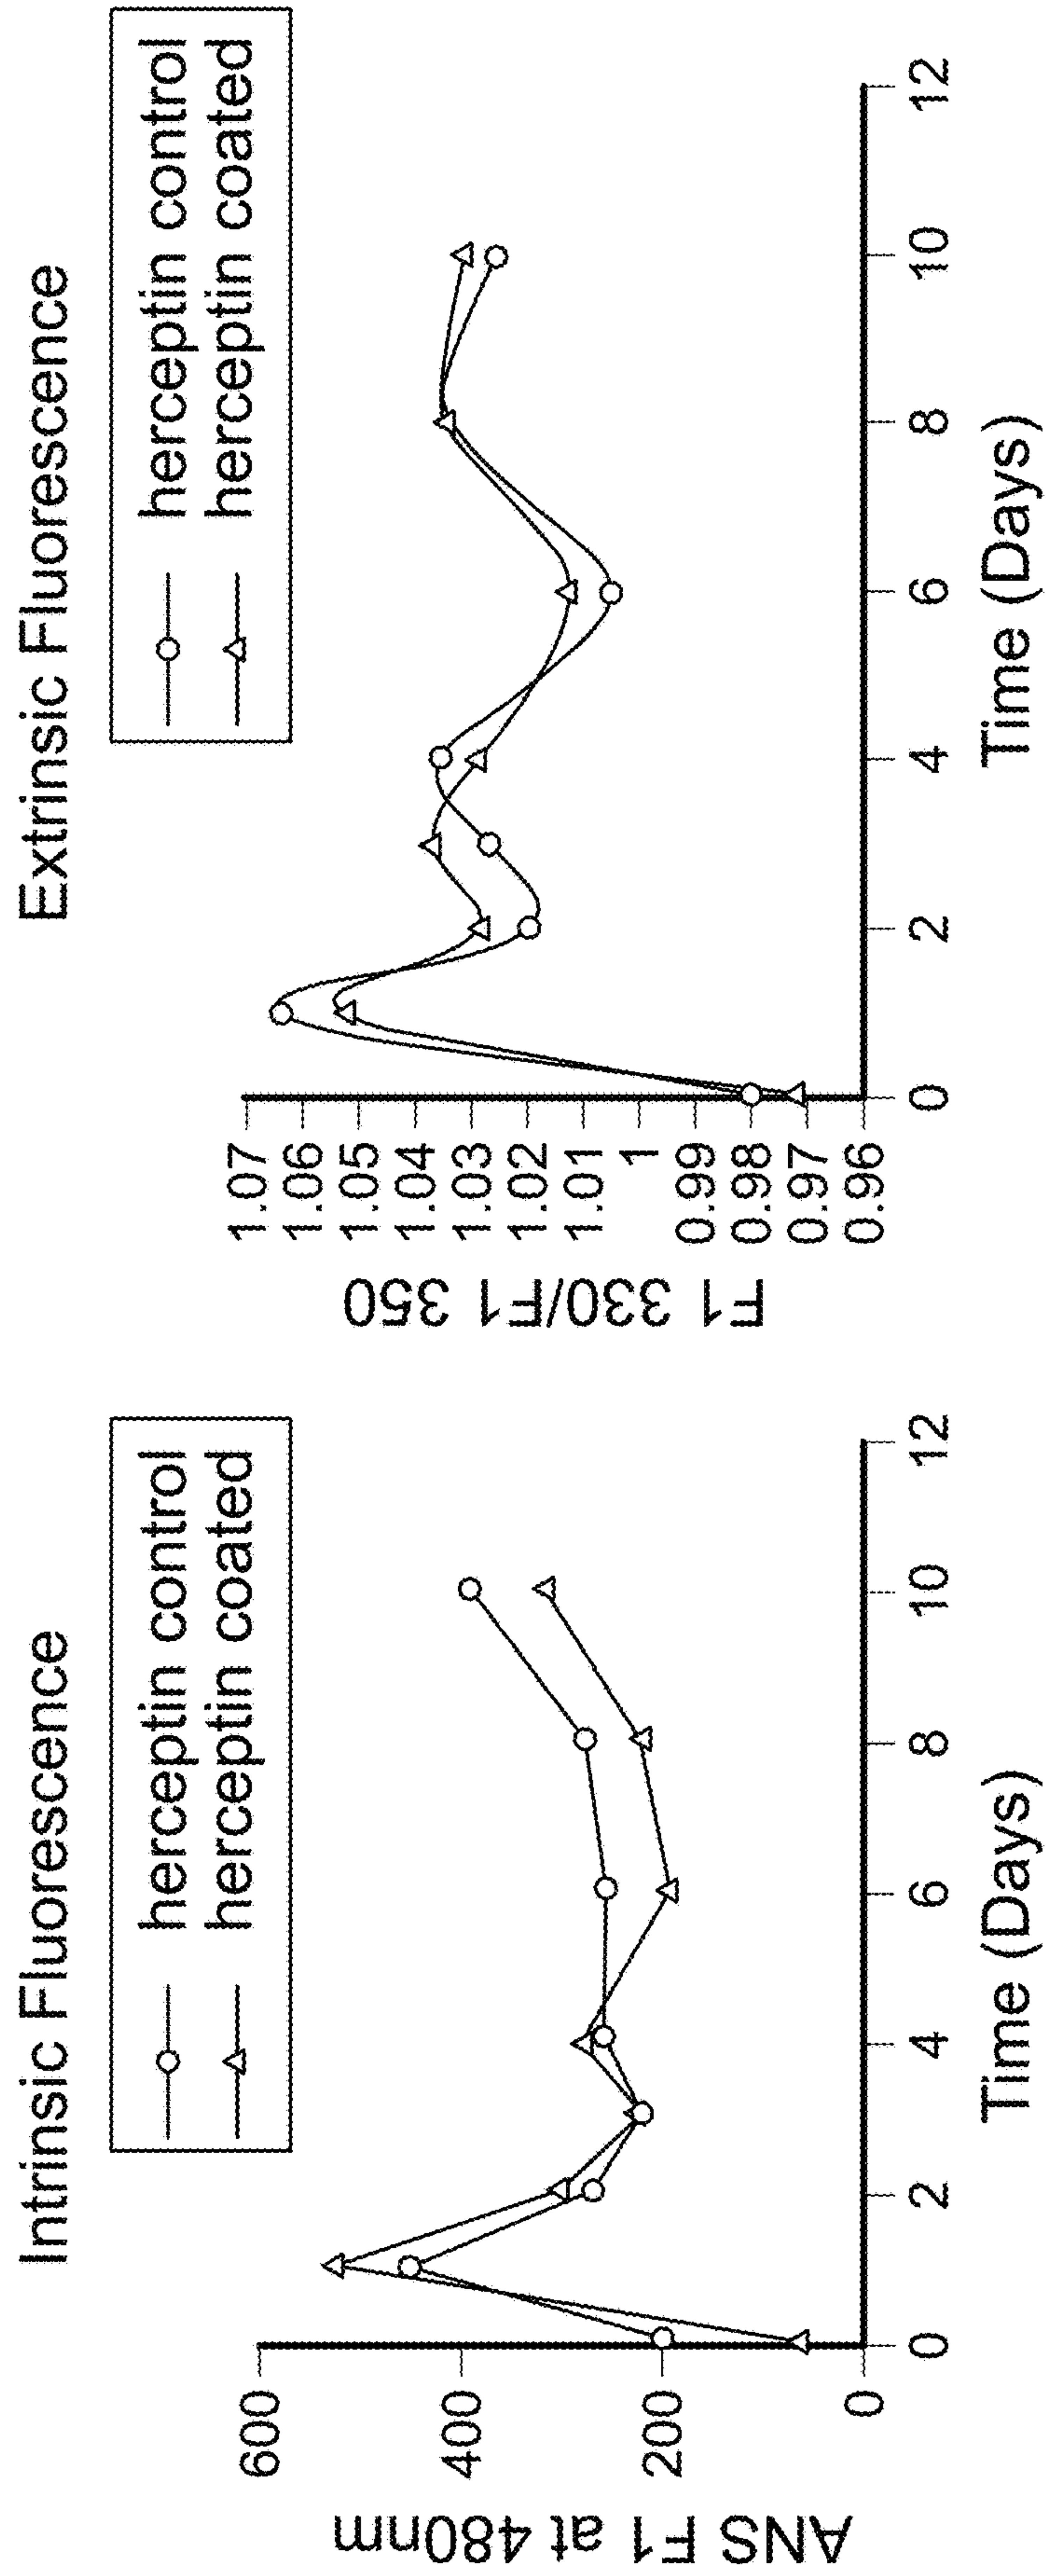 Intrinsic Fluorescence
herceptin control
herceptin coated
ANS F1 at 480nm
600
400
200
0
0 2 4 6 8 10 12
Time (Days)
Extrinsic Fluorescence
herceptin control
herceptin coated
F1 330/F1 350
1.07
1.06
1.05
1.04
1.03
1.02
1.01
1
0.99
0.98
0.97
0.96
0 2 4 6 8 10 12
Time (Days)